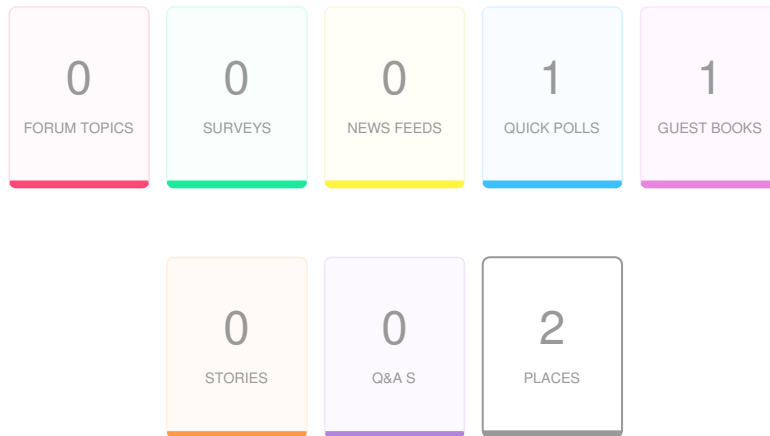 0 0 0 1 1
FORUM TOPICS SURVEYS NEWS FEEDS QUICK POLLS GUEST BOOKS
0 0 2
STORIES Q&A S PLACES